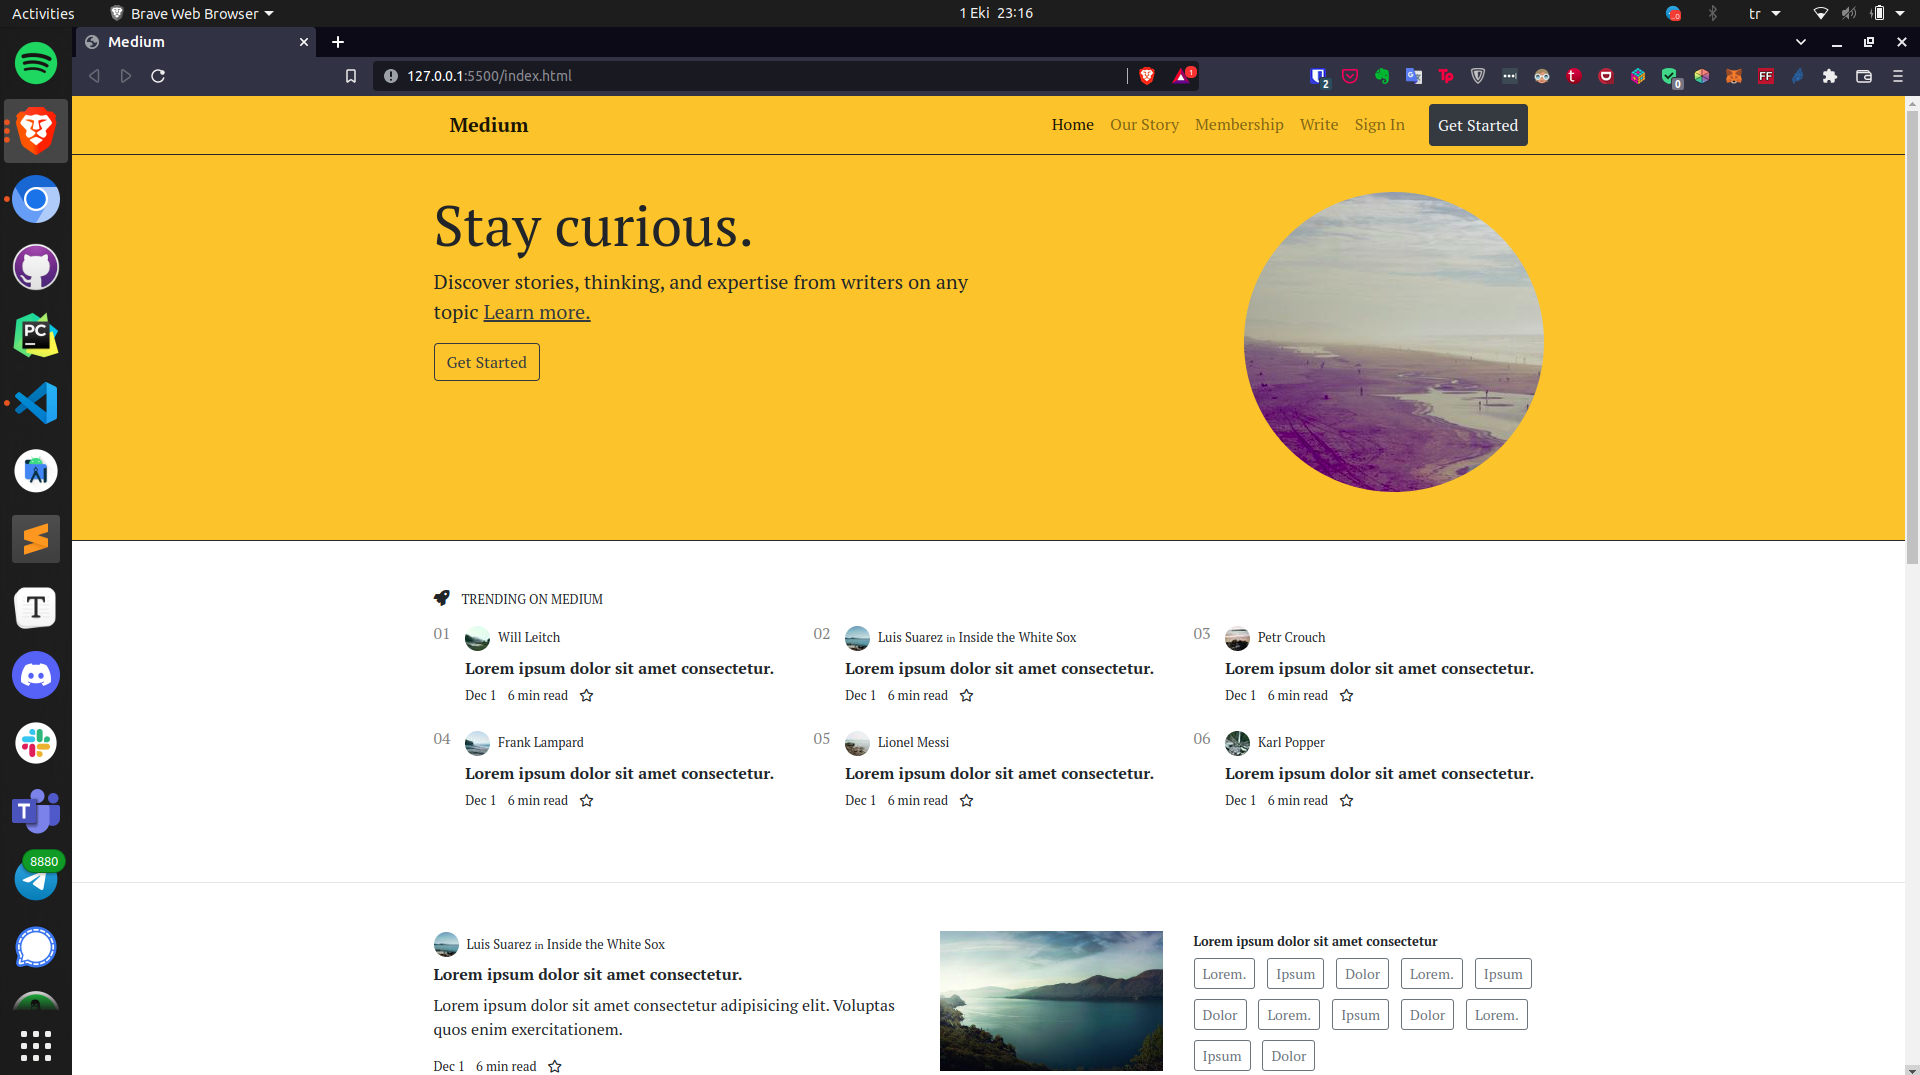 Activities
Brave Web Browser
1 Eki 23:16
tr
Medium
127.0.0.1:5500/index.html
1
2
Tp
t
0
FF
PC
T
T
8880
Medium
Home
Our Story
Membership
Write
Sign In
Get Started
Stay curious.
Discover stories, thinking, and expertise from writers on any
topic Learn more.
Get Started
TRENDING ON MEDIUM
01
Will Leitch
Lorem ipsum dolor sit amet consectetur.
Dec 1 6 min read
02
Luis Suarez in Inside the White Sox
Lorem ipsum dolor sit amet consectetur.
Dec 1 6 min read
03
Petr Crouch
Lorem ipsum dolor sit amet consectetur.
Dec 1 6 min read
04
Frank Lampard
Lorem ipsum dolor sit amet consectetur.
Dec 1 6 min read
05
Lionel Messi
Lorem ipsum dolor sit amet consectetur.
Dec 1 6 min read
06
Karl Popper
Lorem ipsum dolor sit amet consectetur.
Dec 1 6 min read
Luis Suarez in Inside the White Sox
Lorem ipsum dolor sit amet consectetur.
Lorem ipsum dolor sit amet consectetur adipisicing elit. Voluptas
quos enim exercitationem.
Dec 1 6 min read
Lorem ipsum dolor sit amet consectetur
Lorem. Ipsum Dolor Lorem. Ipsum
Dolor Lorem. Ipsum Dolor Lorem.
Ipsum Dolor